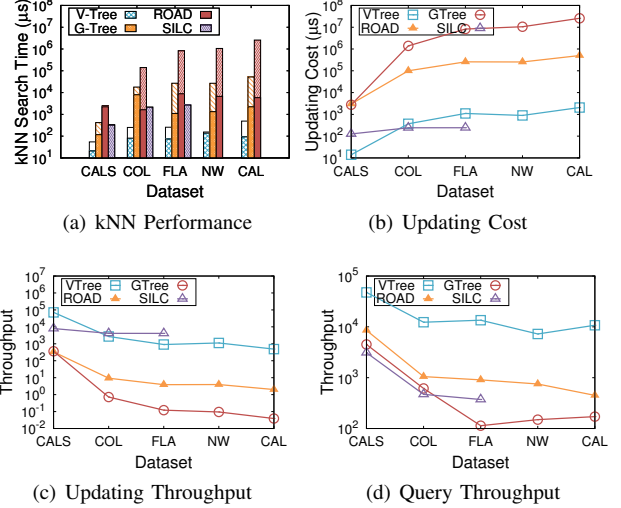 kNN Search Time (µs)
10^8
10^7
10^6
10^5
10^4
10^3
10^2
10^1
V-Tree ROAD
G-Tree SILC
CALS COL FLA NW CAL
Dataset
(a) kNN Performance
Updating Cost (µs)
10^8
10^7
10^6
10^5
10^4
10^3
10^2
10^1
VTree GTree
ROAD SILC
CALS COL FLA NW CAL
Dataset
(b) Updating Cost
Throughput
10^7
10^6
10^5
10^4
10^3
10^2
10^1
10^0
10^-1
10^-2
VTree GTree
ROAD SILC
CALS COL FLA NW CAL
Dataset
(c) Updating Throughput
Throughput
10^5
10^4
10^3
10^2
VTree GTree
ROAD SILC
CALS COL FLA NW CAL
Dataset
(d) Query Throughput